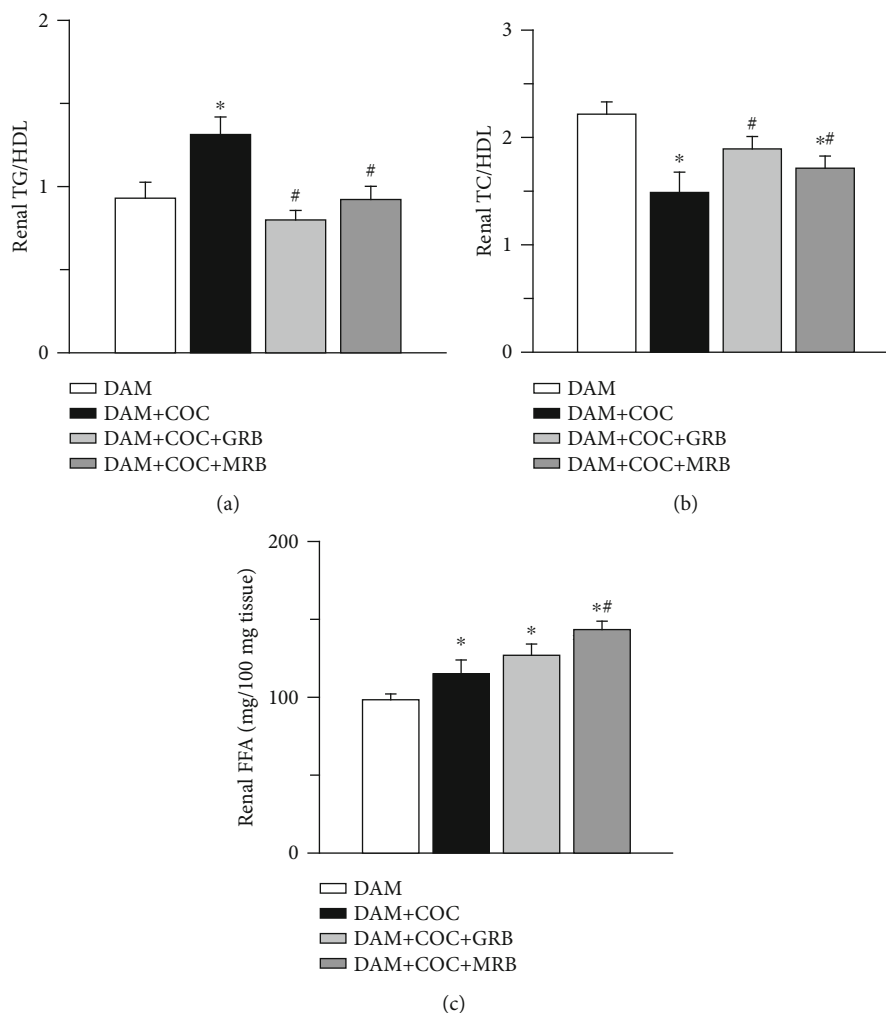 Renal TG/HDL
2
1
0
*
#
#
DAM
DAM+COC
DAM+COC+GRB
DAM+COC+MRB
(a)
Renal TC/HDL
3
2
1
0
*
#
*#
DAM
DAM+COC
DAM+COC+GRB
DAM+COC+MRB
(b)
Renal FFA (mg/100 mg tissue)
200
100
0
*
*
*#
DAM
DAM+COC
DAM+COC+GRB
DAM+COC+MRB
(c)